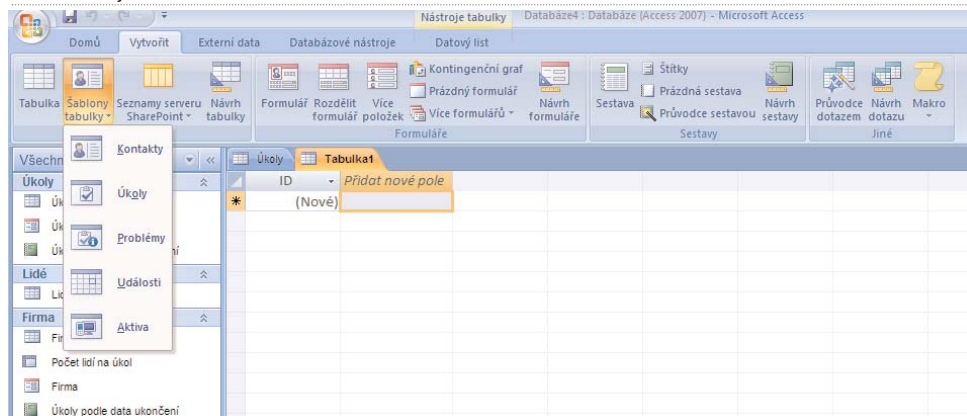 Nástroje tabulky Databáze4 : Databáze (Access 2007) - Microsoft Access
Domů Vytvořit Externí data Databázové nástroje Datový list
Tabulka Šablony tabulky Seznamy serveru SharePoint Návrh tabulky
Formulář Rozdělit formulář Více položek Kontingenční graf Prázdný formulář Více formulářů Návrh formuláře
Formuláře
Sestava Štítky Prázdná sestava Průvodce sestavou Návrh sestavy
Sestavy
Průvodce dotazem Návrh dotazu Makro
Jiné
Kontakty
Úkoly
Problémy
Události
Aktiva
Úkoly
Lidé
Firma
Počet lidí na úkol
Firma
Úkoly podle data ukončení
Úkoly Tabulka1
ID Přidat nové pole
* (Nové)